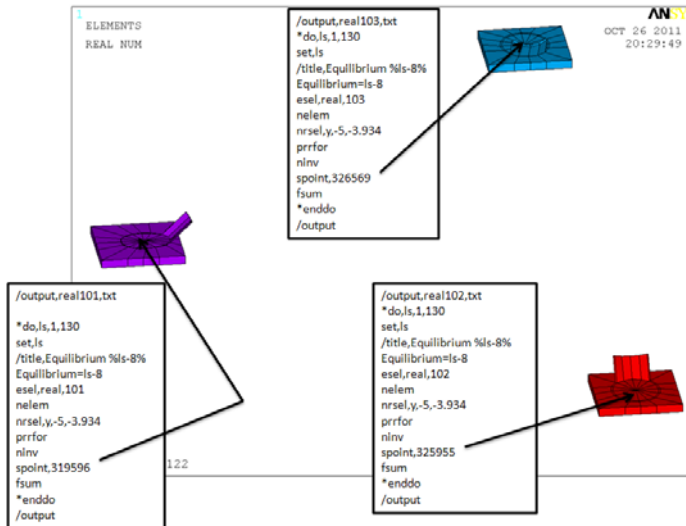 1
ELEMENTS
REAL NUM
ANSY
OCT 26 2011
20:29:49
/output,real103,txt
*do,ls,1,130
set,ls
/title,Equilibrium %ls-8%
Equilibrium=ls-8
esel,real,103
nelem
nrsel,y,-5,-3.934
prrfor
ninv
spoint,326569
fsum
*enddo
/output
/output,real101,txt
*do,ls,1,130
set,ls
/title,Equilibrium %ls-8%
Equilibrium=ls-8
esel,real,101
nelem
nrsel,y,-5,-3.934
prrfor
ninv
spoint,319596
fsum
*enddo
/output
/output,real102,txt
*do,ls,1,130
set,ls
/title,Equilibrium %ls-8%
Equilibrium=ls-8
esel,real,102
nelem
nrsel,y,-5,-3.934
prrfor
ninv
spoint,325955
fsum
*enddo
/output
122